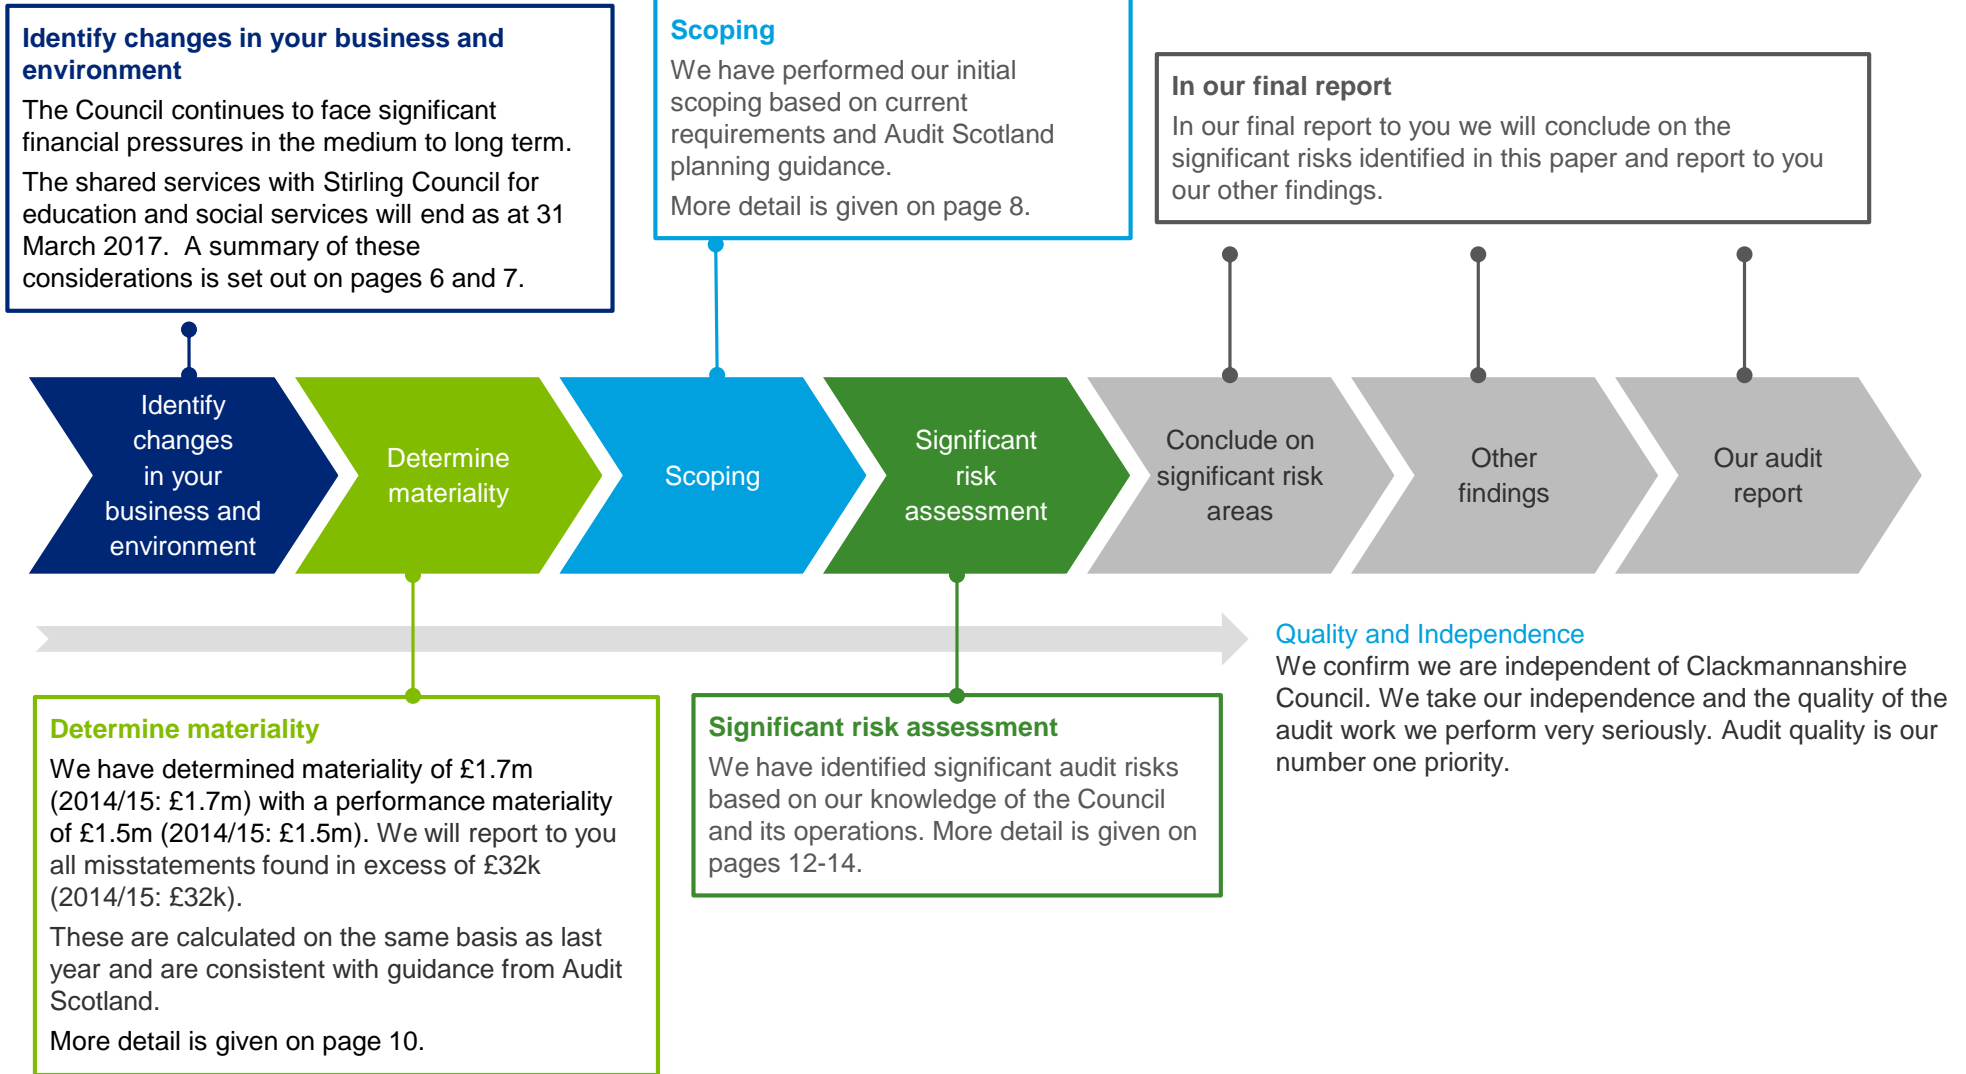 Identify changes in your business and
environment
The Council continues to face significant
financial pressures in the medium to long term.
The shared services with Stirling Council for
education and social services will end as at 31
March 2017.  A summary of these
considerations is set out on pages 6 and 7.
Scoping
We have performed our initial
scoping based on current
requirements and Audit Scotland
planning guidance.
More detail is given on page 8.
In our final report
In our final report to you we will conclude on the
significant risks identified in this paper and report to you
our other findings.
Identify
changes
in your
business and
environment
Determine
materiality
Scoping
Significant
risk
assessment
Conclude on
significant risk
areas
Other
findings
Our audit
report
Determine materiality
We have determined materiality of £1.7m
(2014/15: £1.7m) with a performance materiality
of £1.5m (2014/15: £1.5m). We will report to you
all misstatements found in excess of £32k
(2014/15: £32k).
These are calculated on the same basis as last
year and are consistent with guidance from Audit
Scotland.
More detail is given on page 10.
Significant risk assessment
We have identified significant audit risks
based on our knowledge of the Council
and its operations. More detail is given on
pages 12-14.
Quality and Independence
We confirm we are independent of Clackmannanshire
Council. We take our independence and the quality of the
audit work we perform very seriously. Audit quality is our
number one priority.